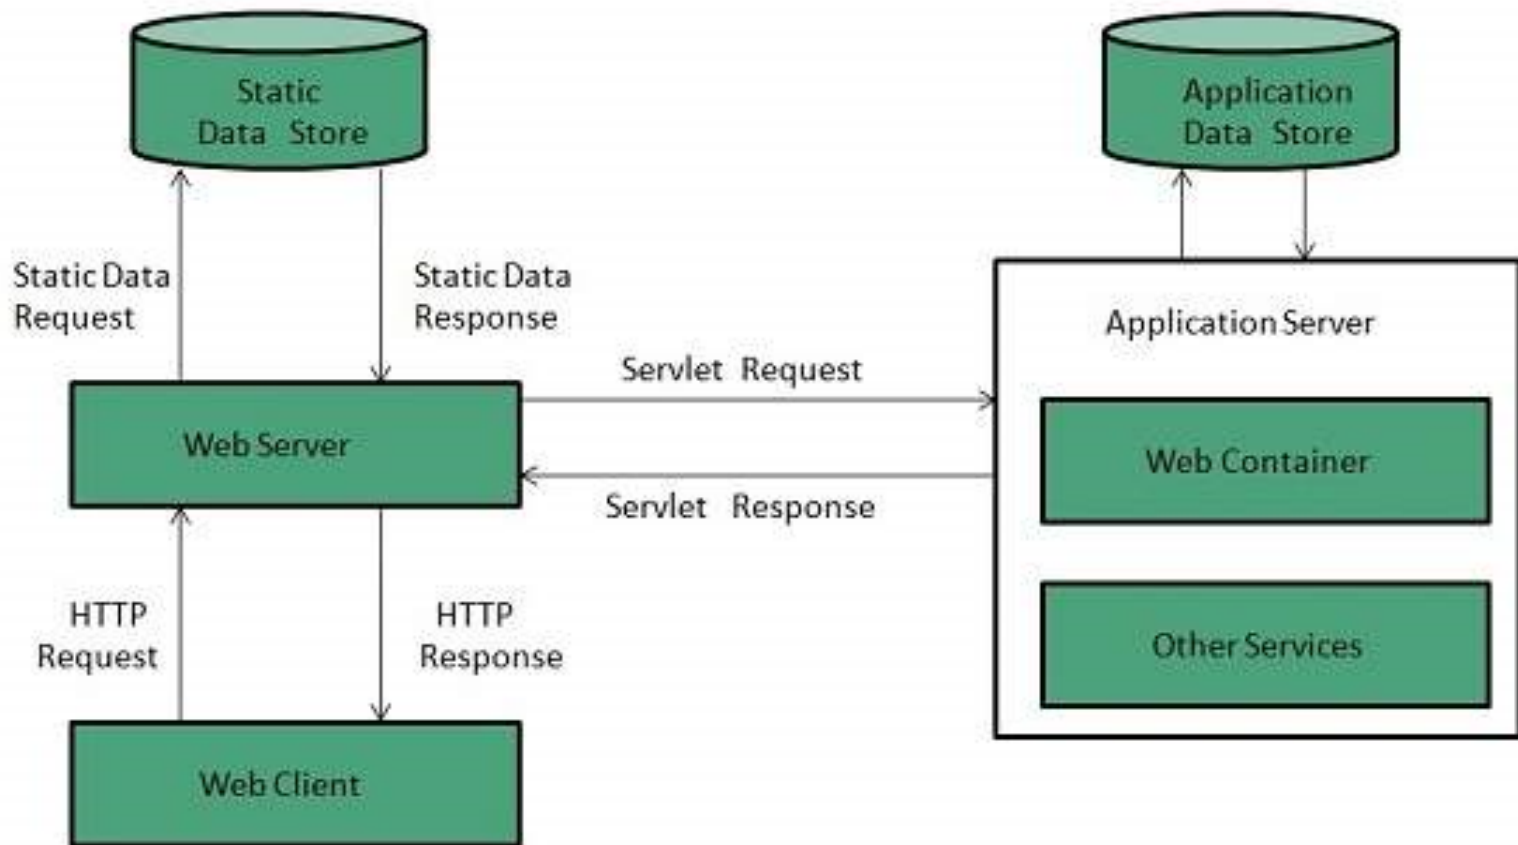 Static
Data Store
Application
Data Store
Static Data
Request
Static Data
Response
Application Server
Servlet Request
Web Server
Web Container
Servlet Response
HTTP
Request
HTTP
Response
Other Services
Web Client